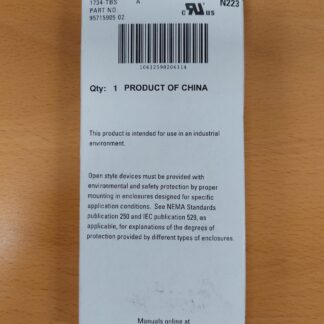 1734-TBS A N223
PART NO.
95715905 02
c RU us
10612598206314
Qty: 1 PRODUCT OF CHINA
This product is intended for use in an industrial
environment.
Open style devices must be provided with
environmental and safety protection by proper
mounting in enclosures designed for specific
application conditions. See NEMA Standards
publication 250 and IEC publication 529, as
applicable, for explanations of the degrees of
protection provided by different types of enclosures.
Manuals online at